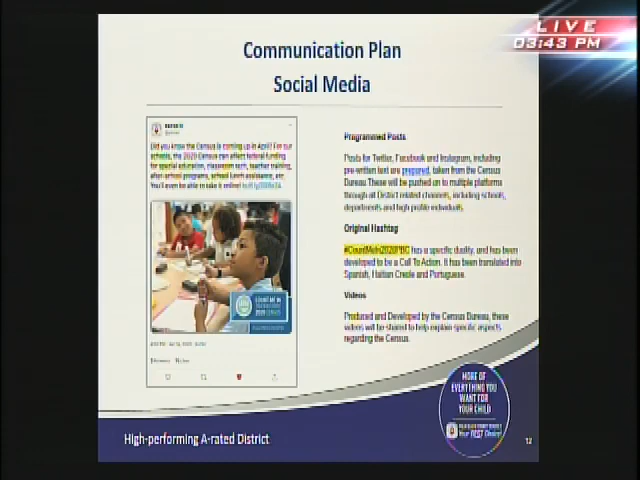 LIVE
03:43 PM
Communication Plan
Social Media
Did you know the Census is coming up in April? For our
schools, the 2020 Census can affect federal funding
for special education, classroom tech, teacher training,
after-school programs, school lunch assistance, etc.
You'll even be able to take it online!
COUNT ME IN
2020 CENSUS
Programmed Posts
Posts for Twitter, Facebook and Instagram, including
pre-written text are prepared, taken from the Census
Bureau. These will be pushed on to multiple platforms
through all District related channels, including schools,
departments and high profile individuals.
Original Hashtag
#CountMeIn2020PBC has a specific duality, and has been
developed to be a Call To Action. It has been translated into
Spanish, Haitian Creole and Portuguese.
Videos
Produced and Developed by the Census Bureau, these
videos will be shared to help explain specific aspects
regarding the Census.
MORE OF
EVERYTHING YOU
WANT FOR
YOUR CHILD
Your BEST Choice!
High-performing A-rated District
12